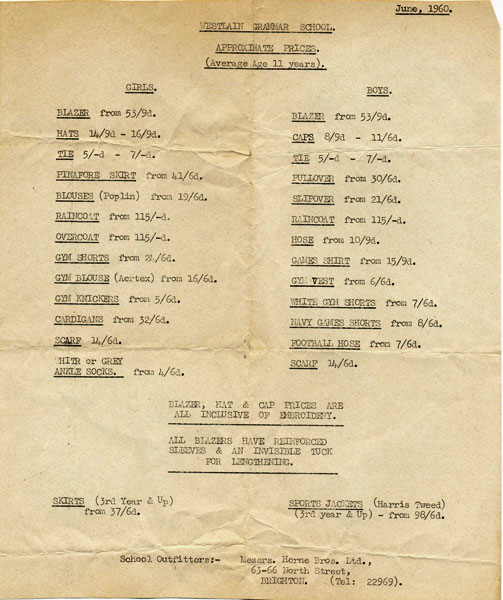 June, 1960.
WESTLAIN GRAMMAR SCHOOL.
APPROXIMATE PRICES.
(Average Age 11 years).
GIRLS.
BLAZER from 53/9d.
HATS 14/9d - 16/9d.
TIE 5/-d - 7/-d.
PINAFORE SKIRT from 41/6d.
BLOUSES (Poplin) from 19/6d.
RAINCOAT from 115/-d.
OVERCOAT from 115/-d.
GYM SHORTS from
GYM BLOUSE (Aertex) from 16/6d.
GYM KNICKERS from 5/6d.
CARDIGANS from 32/6d.
SCARF 14/6d.
HITR or GREY
ANKLE SOCKS. from 4/6d.
BOYS.
BLAZER from 53/9d.
CAPS 8/9d - 11/6d.
TIE 5/-d - 7/-d.
PULLOVER from 30/6d.
SLIPOVER from 21/6d.
RAINCOAT from 115/-d.
HOSE from 10/9d.
GAMES SHIRT from 15/9d.
GYM VEST from 6/6d.
WHITE GYM SHORTS from 7/6d.
NAVY GAMES SHORTS from 8/6d.
FOOTBALL HOSE from 7/6d.
SCARF 14/6d.
BLAZER, HAT & CAP PRICES ARE
ALL INCLUSIVE OF EMBROIDERY.
ALL BLAZERS HAVE REINFORCED
SLEEVES & AN INVISIBLE TUCK
FOR LENGTHENING.
SKIRTS (3rd Year & Up)
from 37/6d.
SPORTS JACKETS (Harris Tweed)
(3rd year & Up) - from 98/6d.
School Outfitters:- Messrs. Horne Bros. Ltd.,
63-66 North Street,
BRIGHTON. (Tel: 22969).